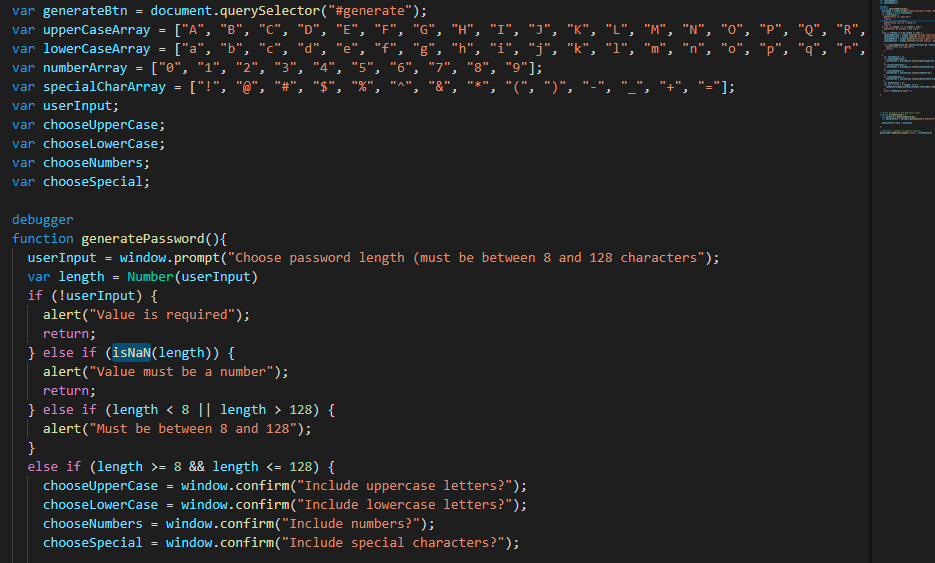 var generateBtn = document.querySelector("#generate");
var upperCaseArray = ["A", "B", "C", "D", "E", "F", "G", "H", "I", "J", "K", "L", "M", "N", "O", "P", "Q", "R",
var lowerCaseArray = ["a", "b", "c", "d", "e", "f", "g", "h", "i", "j", "k", "l", "m", "n", "o", "p", "q", "r",
var numberArray = ["0", "1", "2", "3", "4", "5", "6", "7", "8", "9"];
var specialCharArray = ["!", "@", "#", "$", "%", "^", "&", "*", "(", ")", "-", "_", "+", "="];
var userInput;
var chooseUpperCase;
var chooseLowerCase;
var chooseNumbers;
var chooseSpecial;
debugger
function generatePassword(){
userInput = window.prompt("Choose password length (must be between 8 and 128 characters");
var length = Number(userInput)
if (!userInput) {
alert("Value is required");
return;
} else if (isNaN(length)) {
alert("Value must be a number");
return;
} else if (length < 8 || length > 128) {
alert("Must be between 8 and 128");
}
else if (length >= 8 && length <= 128) {
chooseUpperCase = window.confirm("Include uppercase letters?");
chooseLowerCase = window.confirm("Include lowercase letters?");
chooseNumbers = window.confirm("Include numbers?");
chooseSpecial = window.confirm("Include special characters?");